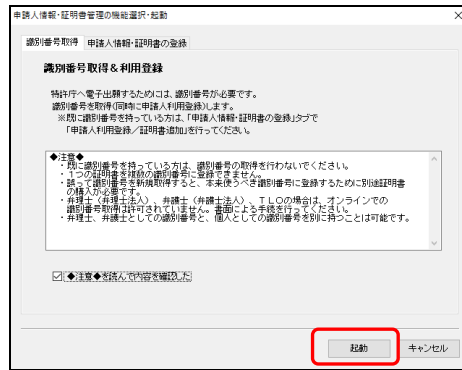 申請人情報・証明書管理の機能選択・起動
識別番号取得
申請人情報・証明書の登録
識別番号取得＆利用登録
特許庁へ電子出願するためには、識別番号が必要です。
識別番号を取得(同時に申請人利用登録)します。
※既に識別番号を持っている方は、「申請人情報・証明書の登録」タブで
「申請人利用登録／証明書追加」を行ってください。
◆注意◆
・既に識別番号を持っている方は、識別番号の取得を行わないでください。
・１つの証明書を複数の識別番号に登録できません。
・誤って識別番号を新規取得すると、本来使うべき識別番号に登録するために別途証明書
の購入が必要です。
・弁理士（弁理士法人）、弁護士（弁護士法人）、ＴＬＯの場合は、オンラインでの
識別番号取得は許可されていません。書面による手続を行ってください。
・弁理士、弁護士としての識別番号と、個人としての識別番号を別に持つことは可能です。
◆注意◆を読んで内容を確認した
起動
キャンセル